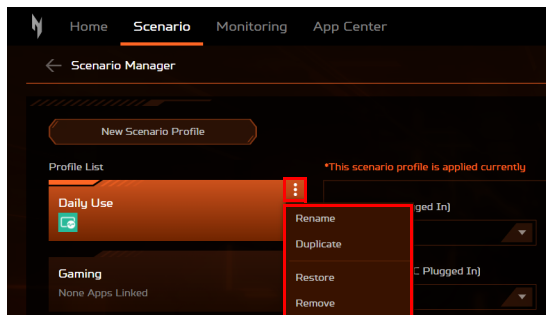 Home Scenario Monitoring App Center
Scenario Manager
New Scenario Profile
Profile List
*This scenario profile is applied currently
Daily Use
Rename
ged In]
Duplicate
Gaming
None Apps Linked
Restore
C Plugged In]
Remove